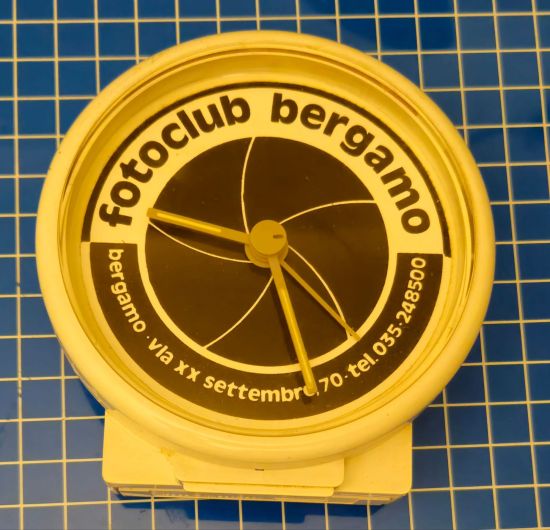 fotoclub bergamo
bergamo · via xx settembre,70 · tel.035·248500